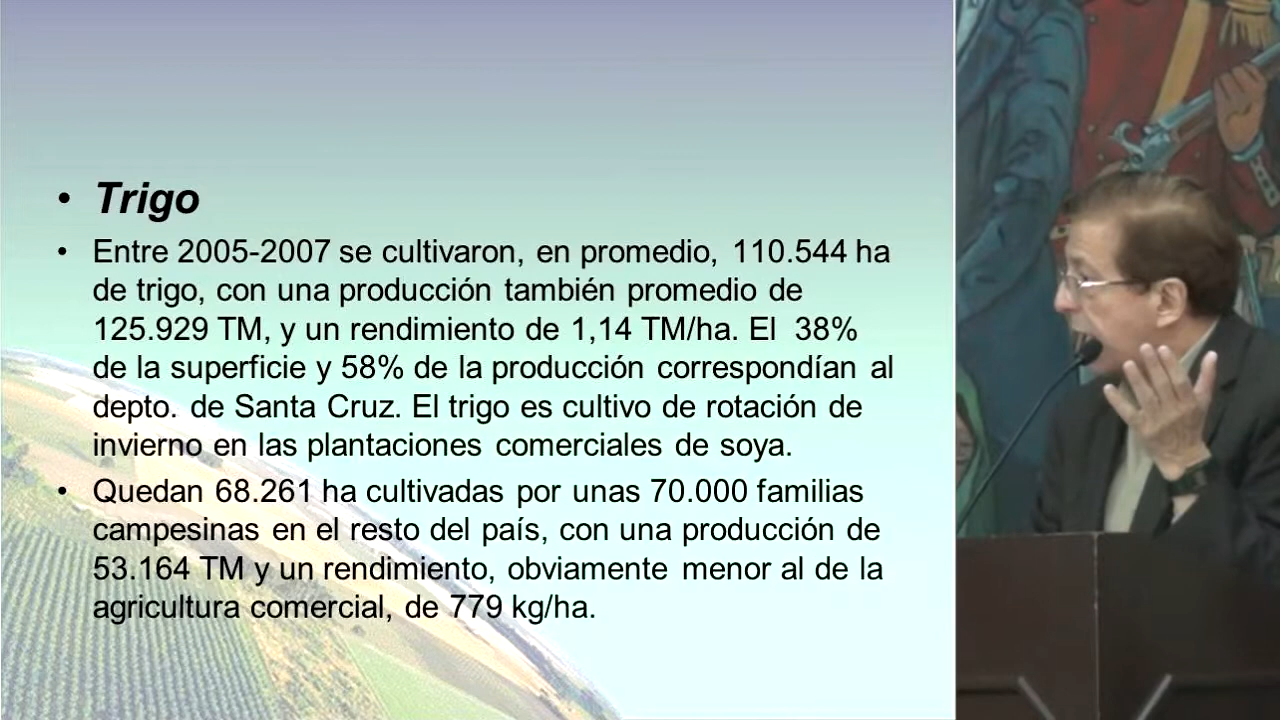 • Trigo
• Entre 2005-2007 se cultivaron, en promedio, 110.544 ha
de trigo, con una producción también promedio de
125.929 TM, y un rendimiento de 1,14 TM/ha. El 38%
de la superficie y 58% de la producción correspondían al
depto. de Santa Cruz. El trigo es cultivo de rotación de
invierno en las plantaciones comerciales de soya.
• Quedan 68.261 ha cultivadas por unas 70.000 familias
campesinas en el resto del país, con una producción de
53.164 TM y un rendimiento, obviamente menor al de la
agricultura comercial, de 779 kg/ha.